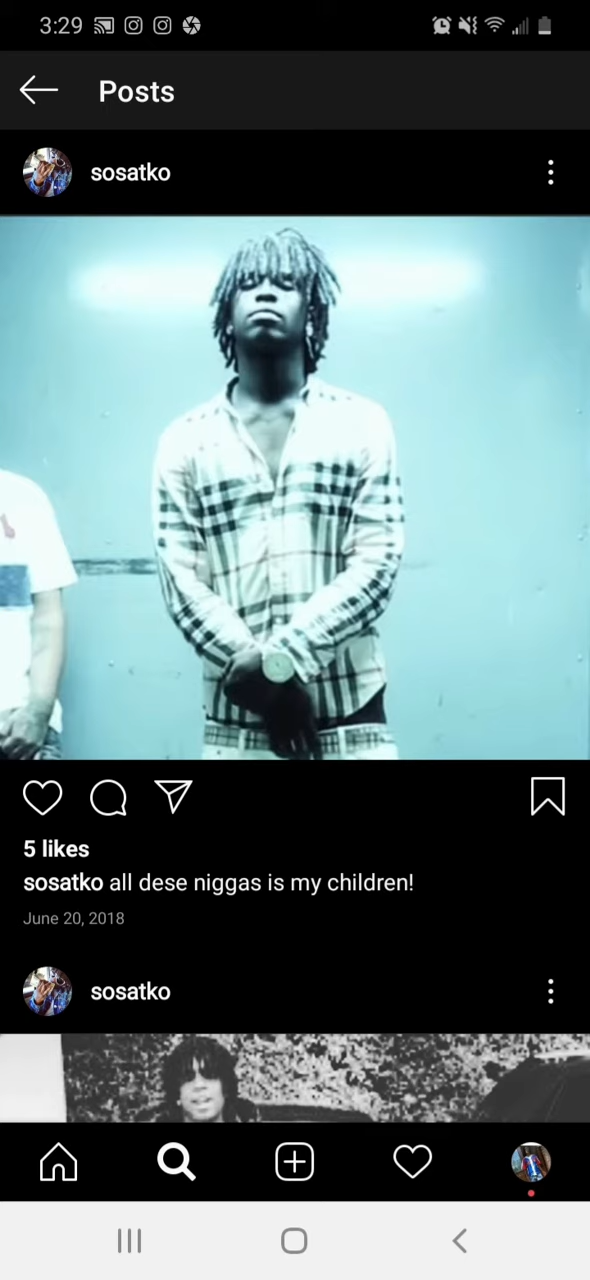 3:29
Posts
sosatko
5 likes
sosatko all dese niggas is my children!
June 20, 2018
sosatko